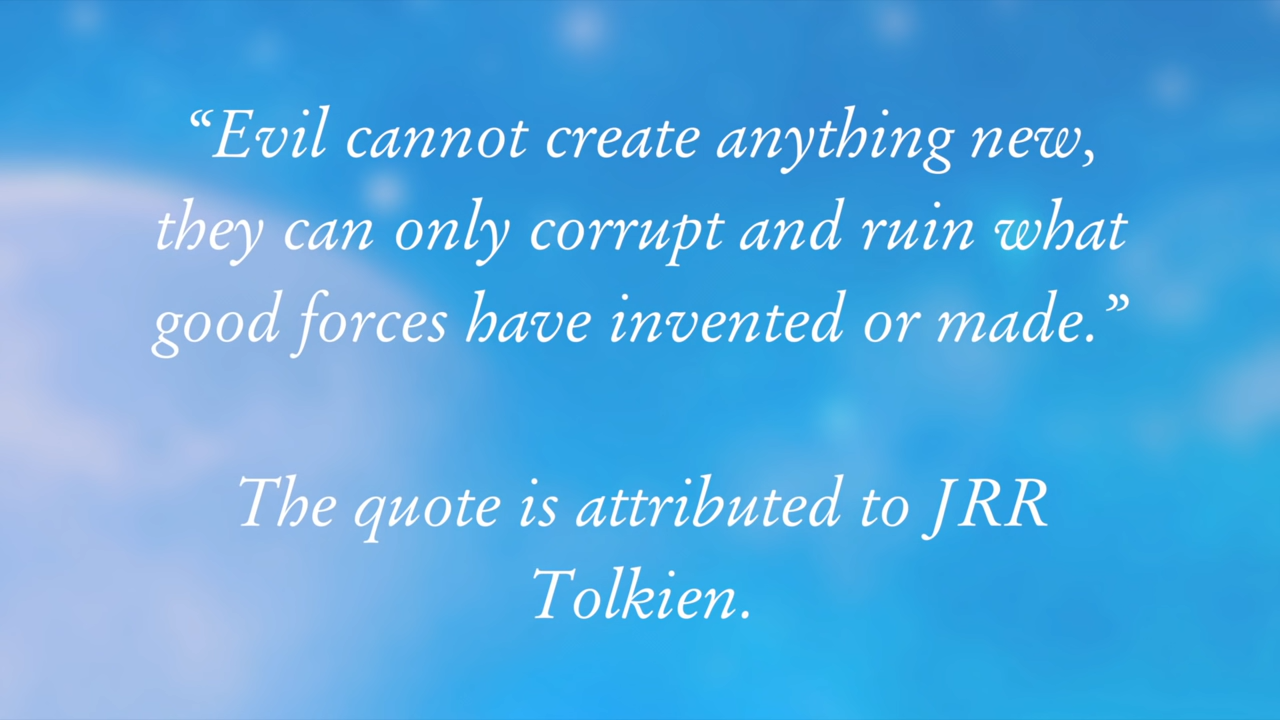 “Evil cannot create anything new,
they can only corrupt and ruin what
good forces have invented or made.”
The quote is attributed to JRR
Tolkien.